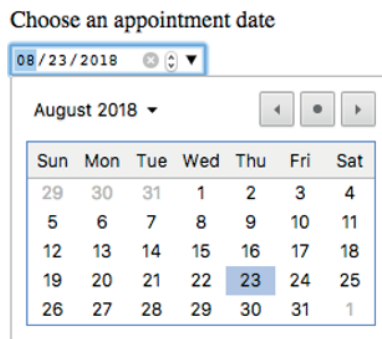 Choose an appointment date
08/23/2018
August 2018
Sun Mon Tue Wed Thu Fri Sat
29 30 31 1 2 3 4
5 6 7 8 9 10 11
12 13 14 15 16 17 18
19 20 21 22 23 24 25
26 27 28 29 30 31 1